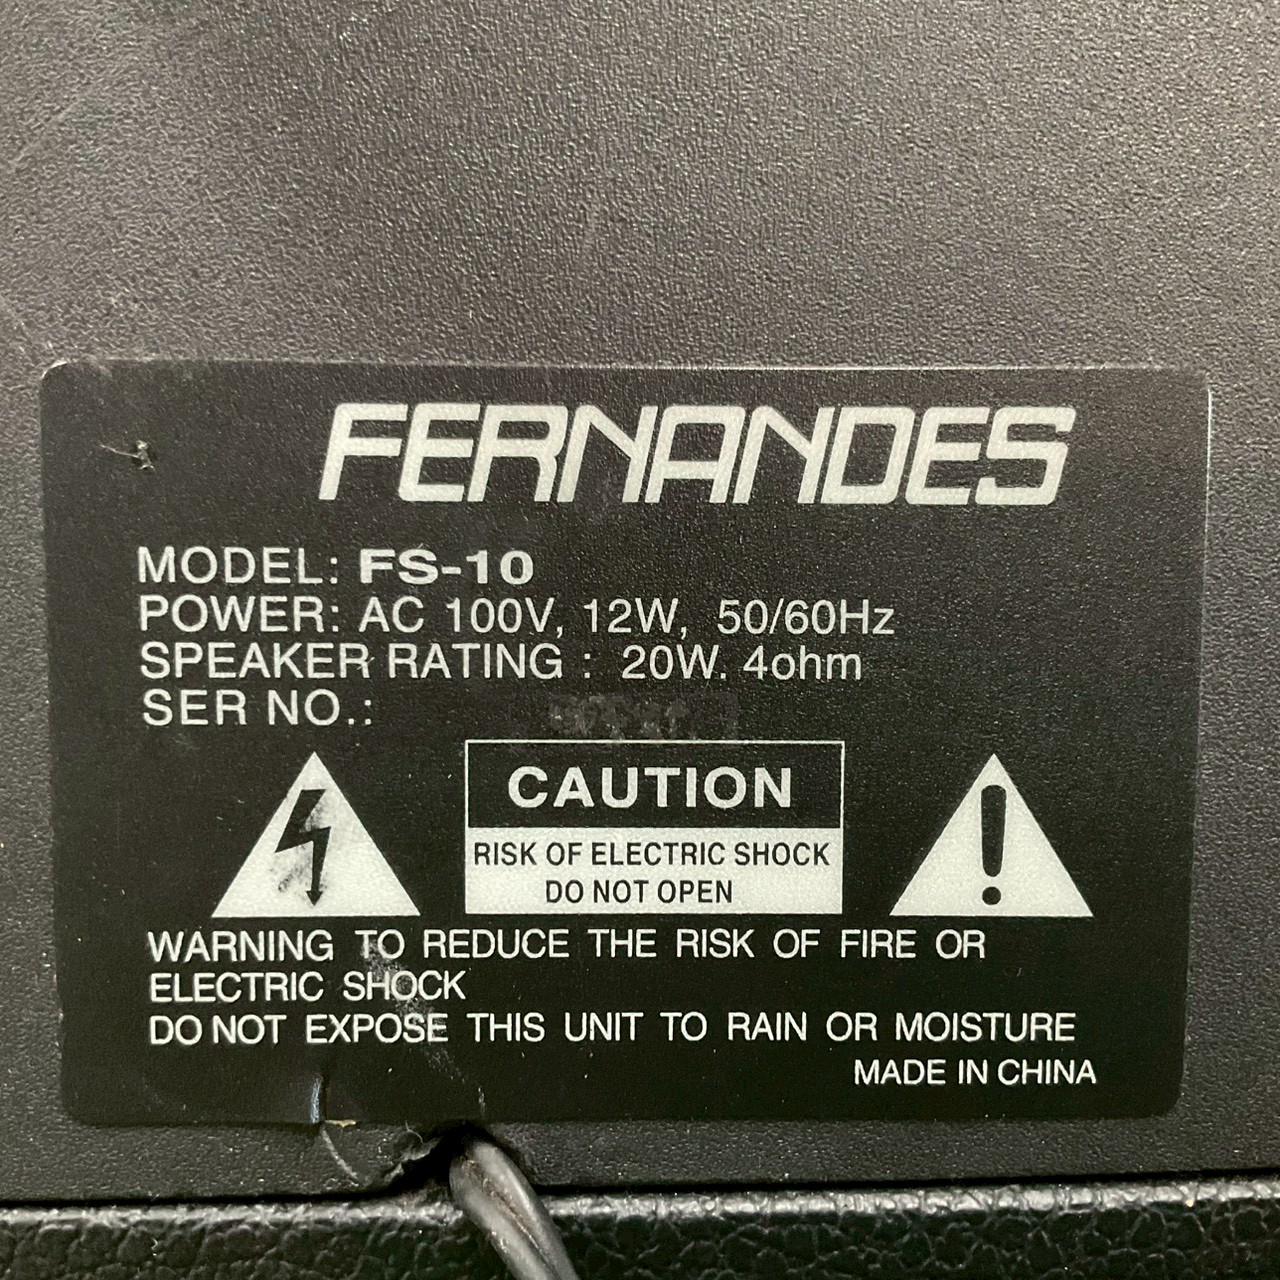 FERNANDES
MODEL: FS-10
POWER: AC 100V, 12W, 50/60Hz
SPEAKER RATING : 20W. 4ohm
SER NO.:
CAUTION
RISK OF ELECTRIC SHOCK
DO NOT OPEN
WARNING TO REDUCE THE RISK OF FIRE OR
ELECTRIC SHOCK
DO NOT EXPOSE THIS UNIT TO RAIN OR MOISTURE
MADE IN CHINA